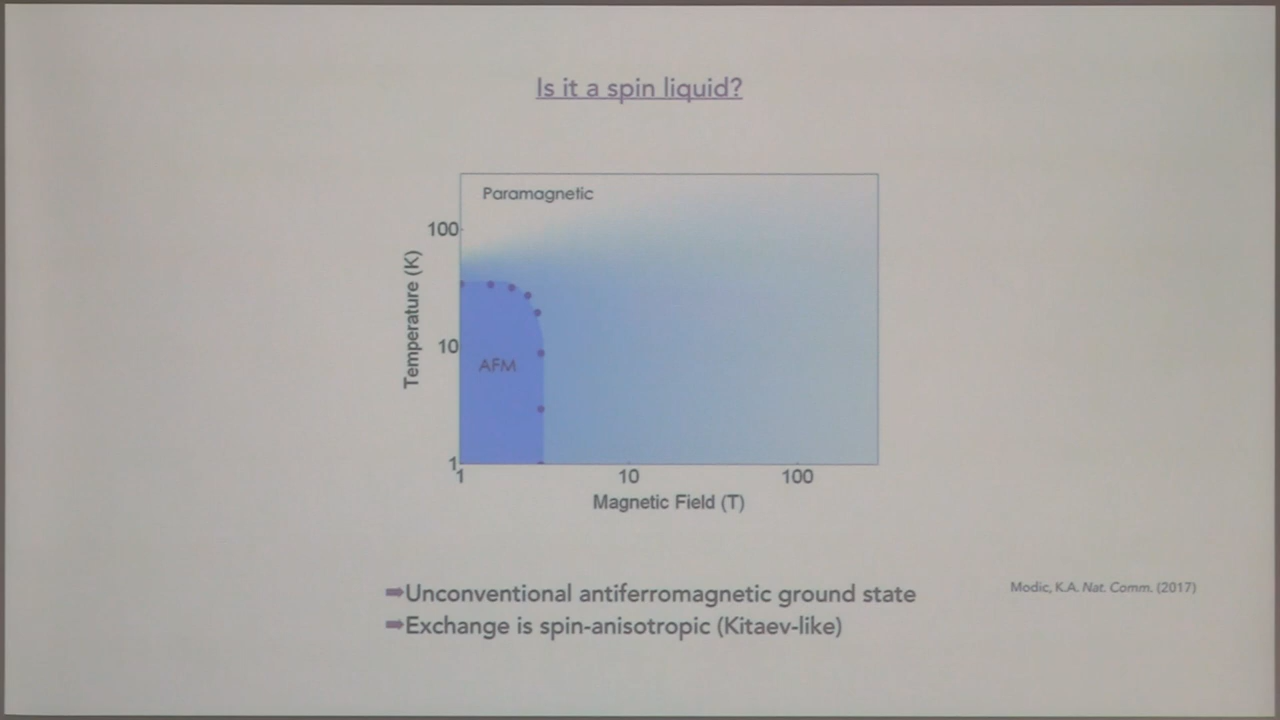 Is it a spin liquid?
Paramagnetic
100
10
1
Temperature (K)
AFM
1
10
100
Magnetic Field (T)
➡Unconventional antiferromagnetic ground state
➡Exchange is spin-anisotropic (Kitaev-like)
Modic, K.A. Nat. Comm. (2017)